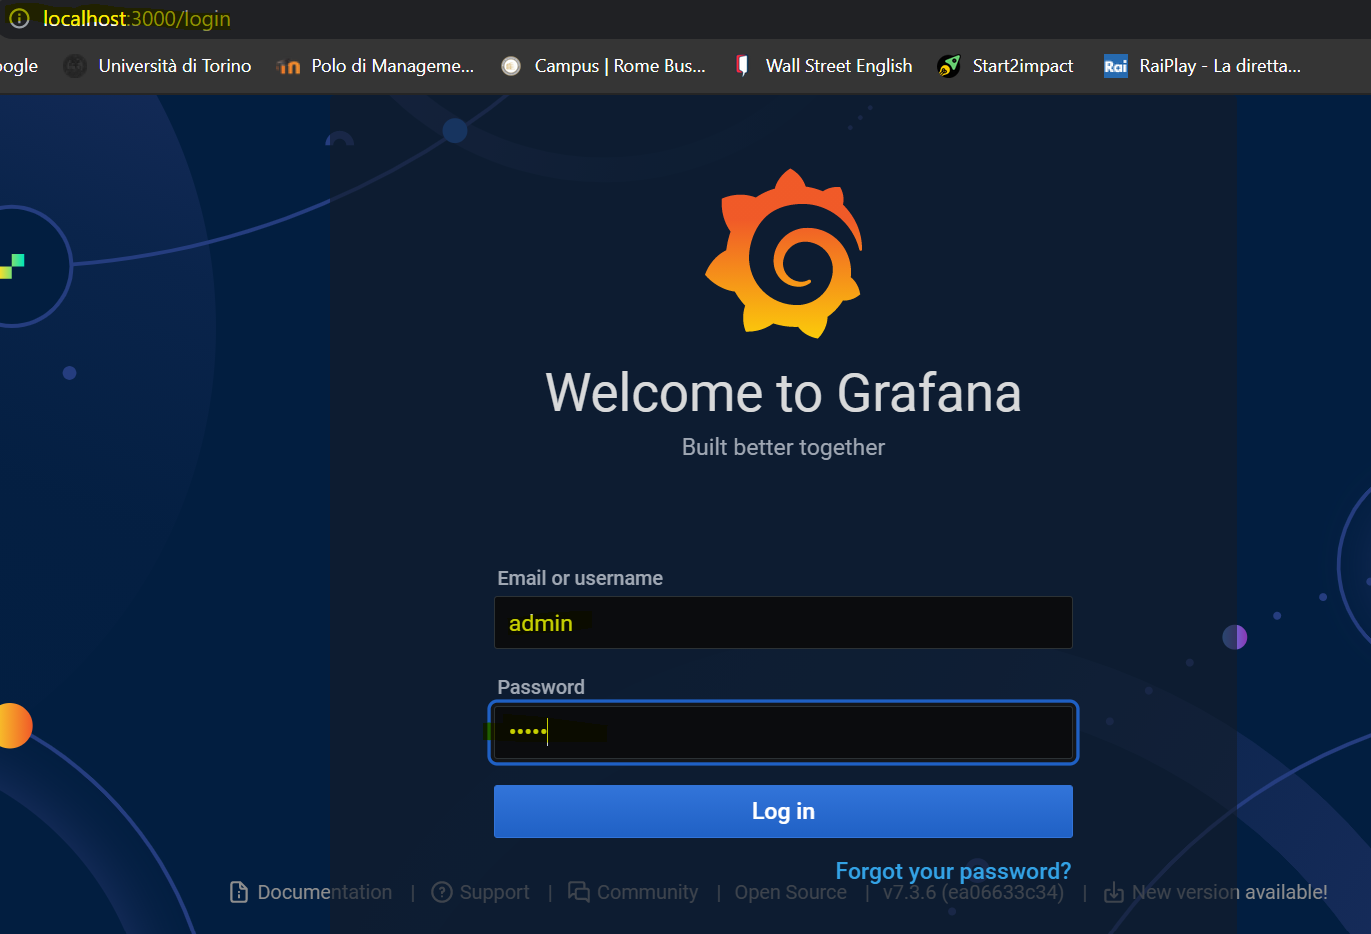 localhost:3000/login
ogle Università di Torino Polo di Manageme... Campus | Rome Bus... Wall Street English Start2impact Rai RaiPlay - La diretta...
Welcome to Grafana
Built better together
Email or username
admin
Password
•••••
Log in
Forgot your password?
Documentation | Support | Community | Open Source | v7.3.6 (ea06633c34) | New version available!